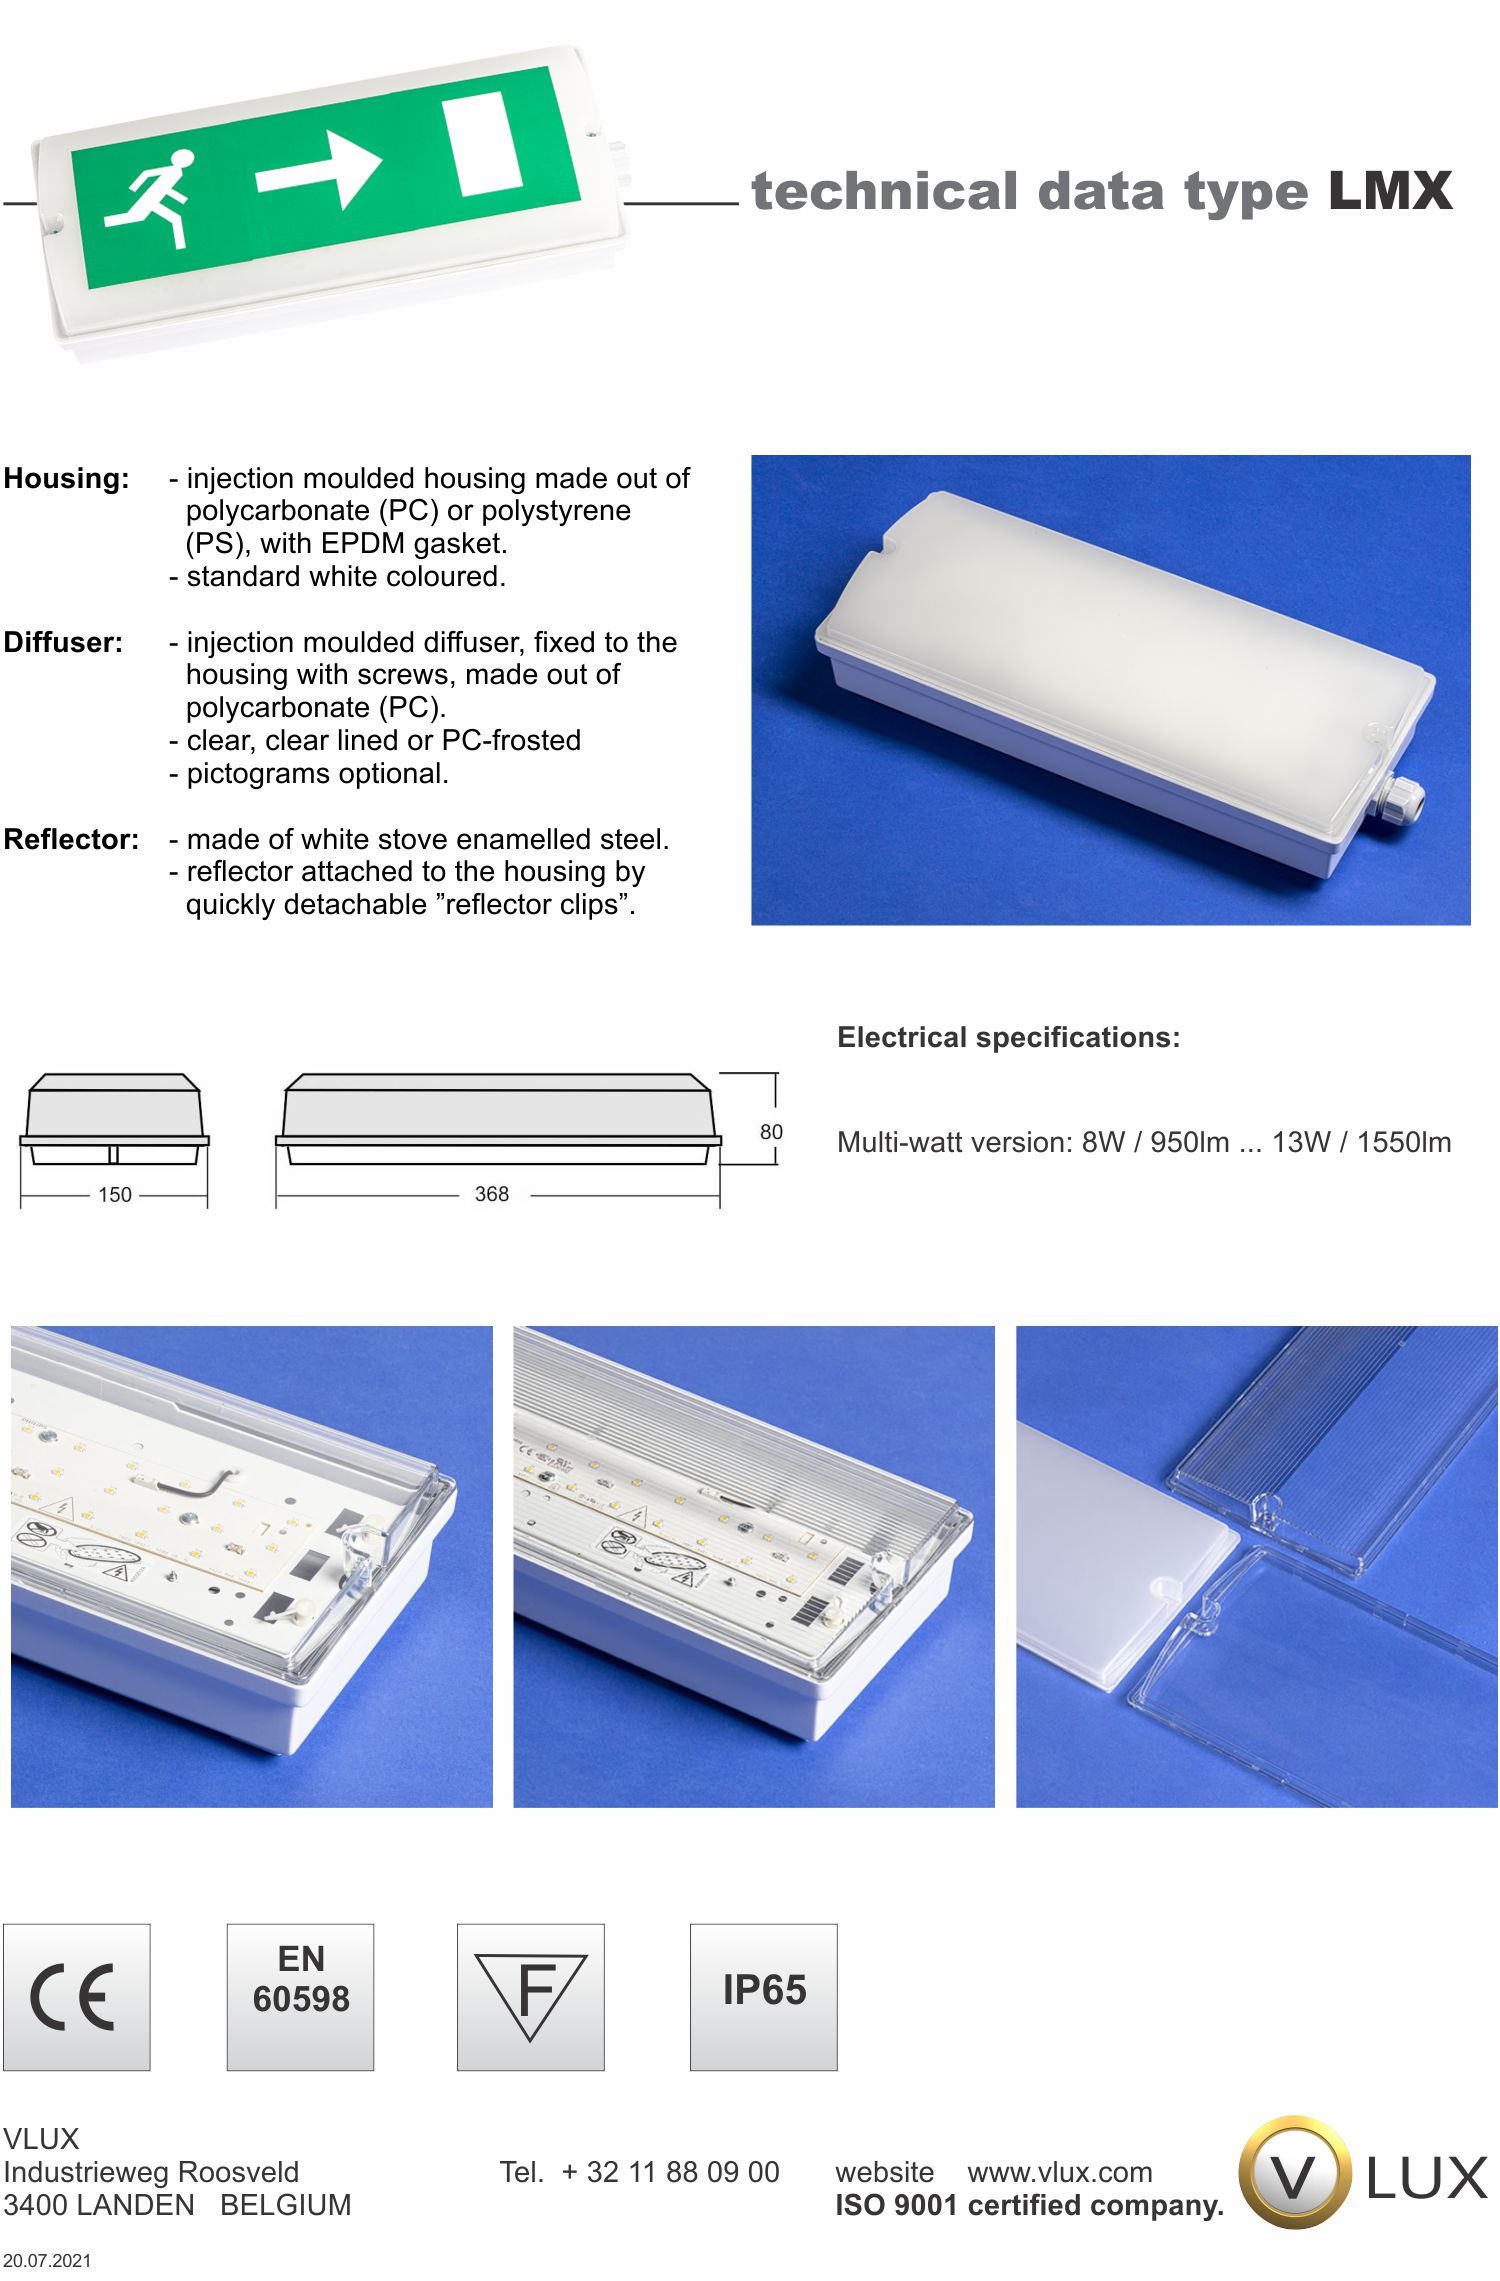 technical data type LMX
Housing: - injection moulded housing made out of
polycarbonate (PC) or polystyrene
(PS), with EPDM gasket.
- standard white coloured.
Diffuser: - injection moulded diffuser, fixed to the
housing with screws, made out of
polycarbonate (PC).
- clear, clear lined or PC-frosted
- pictograms optional.
Reflector: - made of white stove enamelled steel.
- reflector attached to the housing by
quickly detachable ”reflector clips”.
Electrical specifications:
Multi-watt version: 8W / 950lm ... 13W / 1550lm
80
150
368
PHILIPS
CE
EN
60598
F
IP65
VLUX
Industrieweg Roosveld
3400 LANDEN BELGIUM
Tel. + 32 11 88 09 00
website www.vlux.com
ISO 9001 certified company.
V LUX
20.07.2021